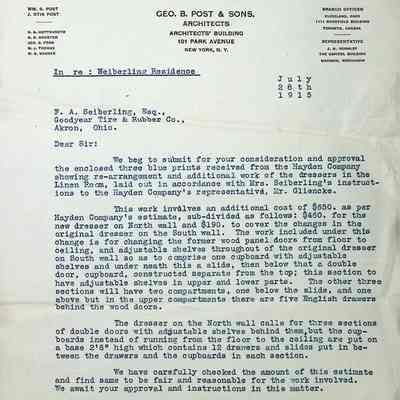 WM. S. POST
J. OTIS POST
GEO. B. POST & SONS.
ARCHITECTS
ARCHITECTS' BUILDING
101 PARK AVENUE
NEW YORK, N. Y.
BRANCH OFFICES
CLEVELAND, OHIO
REPRESENTATIVE
In re : Weiberling Residence
July
28th
1915
F. A. Seiberling, Esq.,
Goodyear Tire & Rubber Co.,
Akron, Ohio.
Dear Sir:
We beg to submit for your consideration and approval
the enclosed three blue prints received from the Hayden Company
showing re-arrangement and additional work of the dressers in the
Linen Room, laid out in accordance with Mrs. Seiberling's instruct-
ions to the Hayden Company's representative, Mr. Gliencke.
This work involves an additional cost of $650. as per
Hayden Company's estimate, sub-divided as follows: $460. for the
new dresser on North wall and $190. to cover the changes in the
original dresser on the South wall. The work included under this
change is for changing the former wood panel doors from floor to
ceiling, and adjustable shelves throughout of the original dresser
on South wall so as to comprise one cupboard with adjustable
shelves and under neath this a slide, then below that a double
door, cupboard, constructed separate from the top; this section to
have adjustable shelves in upper and lower parts. The other three
sections will have two compartments, one below the slide, and one
above but in the upper compartments there are five English drawers
behind the wood doors.
The dresser on the North wall calls for three sections
of double doors with adjustable shelves behind them,but the cup-
boards instead of running from the floor to the ceiling are put on
a base 2'6" high which contains 12 drawers and slides put in be-
tween the drawers and the cupboards in each section.
We have carefully checked the amount of this estimate
and find same to be fair and reasonable for the work involved.
We await your approval and instructions in this matter.